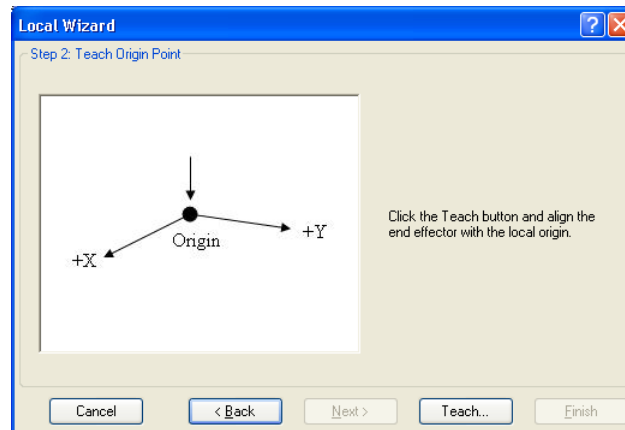 Local Wizard
Step 2: Teach Origin Point
Origin
+X
+Y
Click the Teach button and align the
end effector with the local origin.
Cancel
< Back
Next >
Teach...
Finish